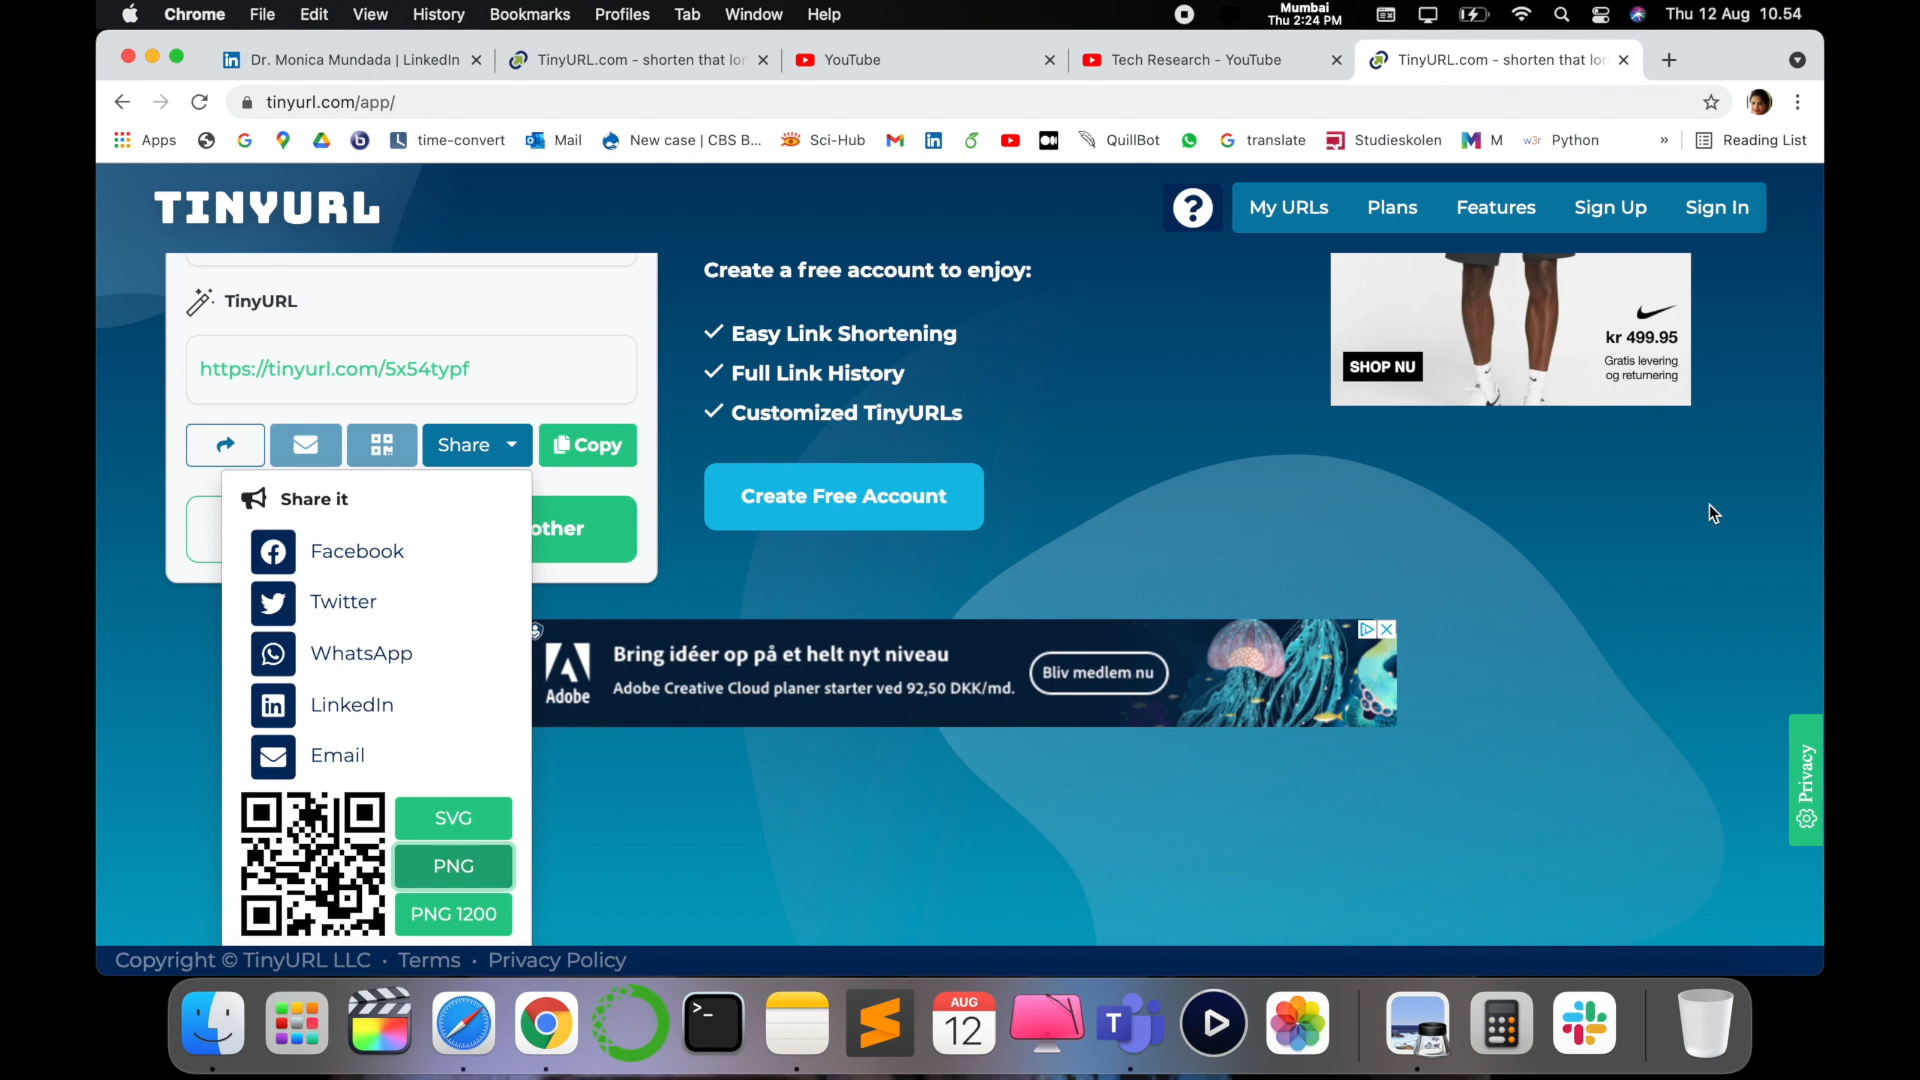 Chrome File Edit View History Bookmarks Profiles Tab Window Help
Mumbai
Thu 2:24 PM
Thu 12 Aug 10.54
Dr. Monica Mundada | LinkedIn
TinyURL.com - shorten that lon
YouTube
Tech Research - YouTube
TinyURL.com - shorten that lor
tinyurl.com/app/
Apps
time-convert
Mail
New case | CBS B...
Sci-Hub
QuillBot
translate
Studieskolen
M
w3r Python
»
Reading List
TINYURL
?
My URLs
Plans
Features
Sign Up
Sign In
TinyURL
https://tinyurl.com/5x54typf
Share
Copy
other
Share it
Facebook
Twitter
WhatsApp
LinkedIn
Email
SVG
PNG
PNG 1200
Create a free account to enjoy:
Easy Link Shortening
Full Link History
Customized TinyURLs
Create Free Account
kr 499.95
SHOP NU
Gratis levering
og returnering
Adobe
Bring idéer op på et helt nyt niveau
Adobe Creative Cloud planer starter ved 92,50 DKK/md.
Bliv medlem nu
Privacy
Copyright © TinyURL LLC · Terms · Privacy Policy
AUG
12
T